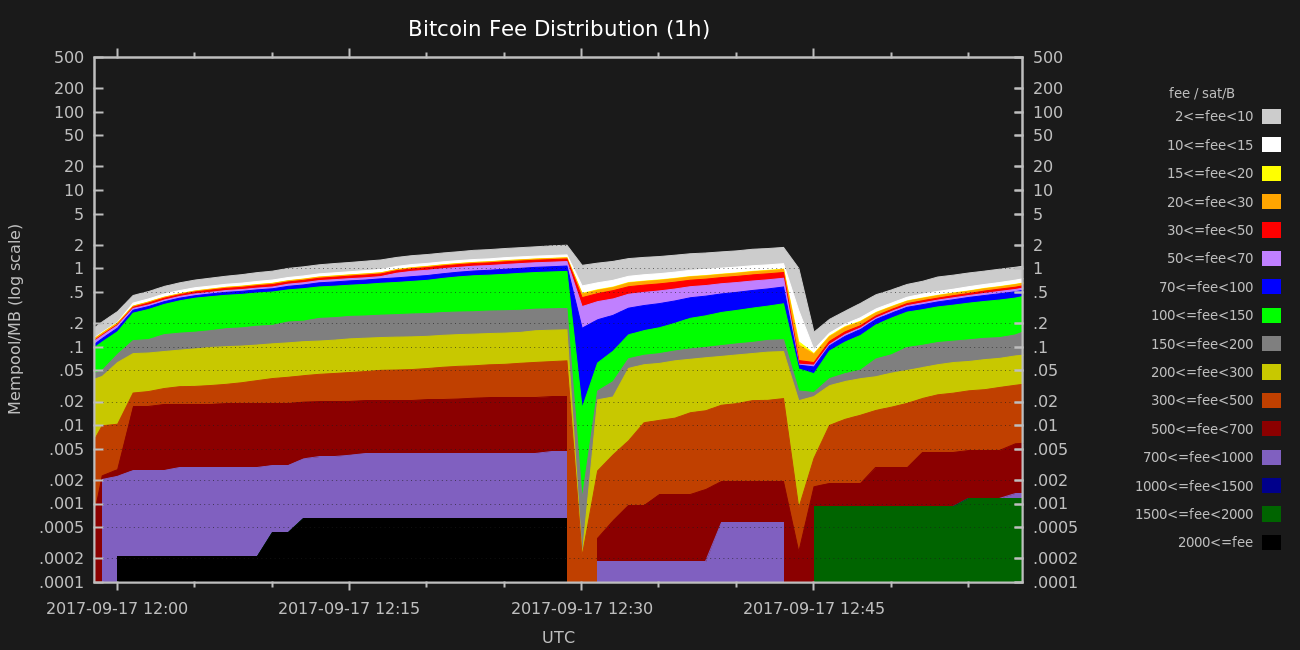 Bitcoin Fee Distribution (1h)
500 500
200 200
100 100
50 50
20 20
10 10
5 5
2 2
1 1
.5 .5
.2 .2
.1 .1
.05 .05
.02 .02
.01 .01
.005 .005
.002 .002
.001 .001
.0005 .0005
.0002 .0002
.0001 .0001
Mempool/MB (log scale)
2017-09-17 12:00 2017-09-17 12:15 2017-09-17 12:30 2017-09-17 12:45
UTC
fee / sat/B
2<=fee<10
10<=fee<15
15<=fee<20
20<=fee<30
30<=fee<50
50<=fee<70
70<=fee<100
100<=fee<150
150<=fee<200
200<=fee<300
300<=fee<500
500<=fee<700
700<=fee<1000
1000<=fee<1500
1500<=fee<2000
2000<=fee